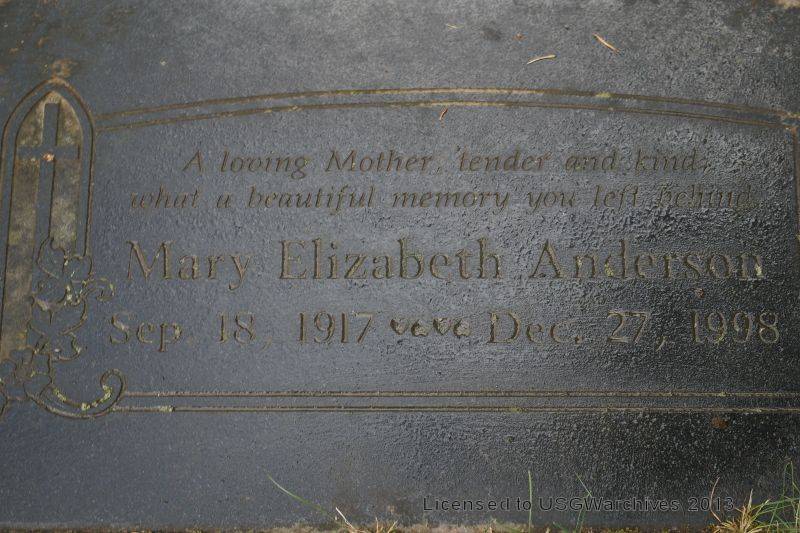 A loving Mother, tender and kind,
what a beautiful memory you left behind.
Mary Elizabeth Anderson
Sep. 18, 1917 Dec. 27, 1998
Licensed to USGWarchives 2013